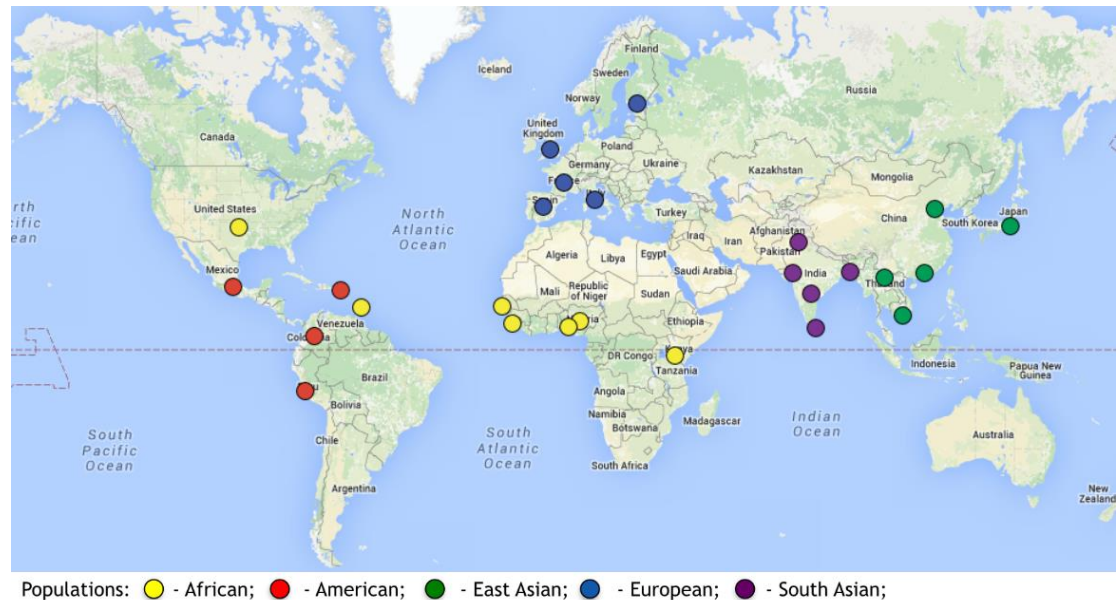 Finland
Iceland
Sweden
Russia
Norway
United
Kingdom
Canada
Poland
Germany
Ukraine
Kazakhstan
Mongolia
United States
Spain
Italy
Turkey
China
South Korea
Japan
North
Atlantic
Ocean
Afghanistan
Iraq
Iran
Pakistan
Algeria
Libya
Egypt
Mexico
Saudi Arabia
India
Thailand
Mali
Republic
of Niger
Sudan
Venezuela
Ethiopia
DR Congo
Indonesia
Papua New
Guinea
Tanzania
Brazil
Angola
Bolivia
Namibia
Botswana
Madagascar
Indian
Ocean
South
Pacific
Ocean
Chile
South
Atlantic
Ocean
Australia
South Africa
Argentina
New
Zealand
Populations: - African; - American; - East Asian; - European; - South Asian;